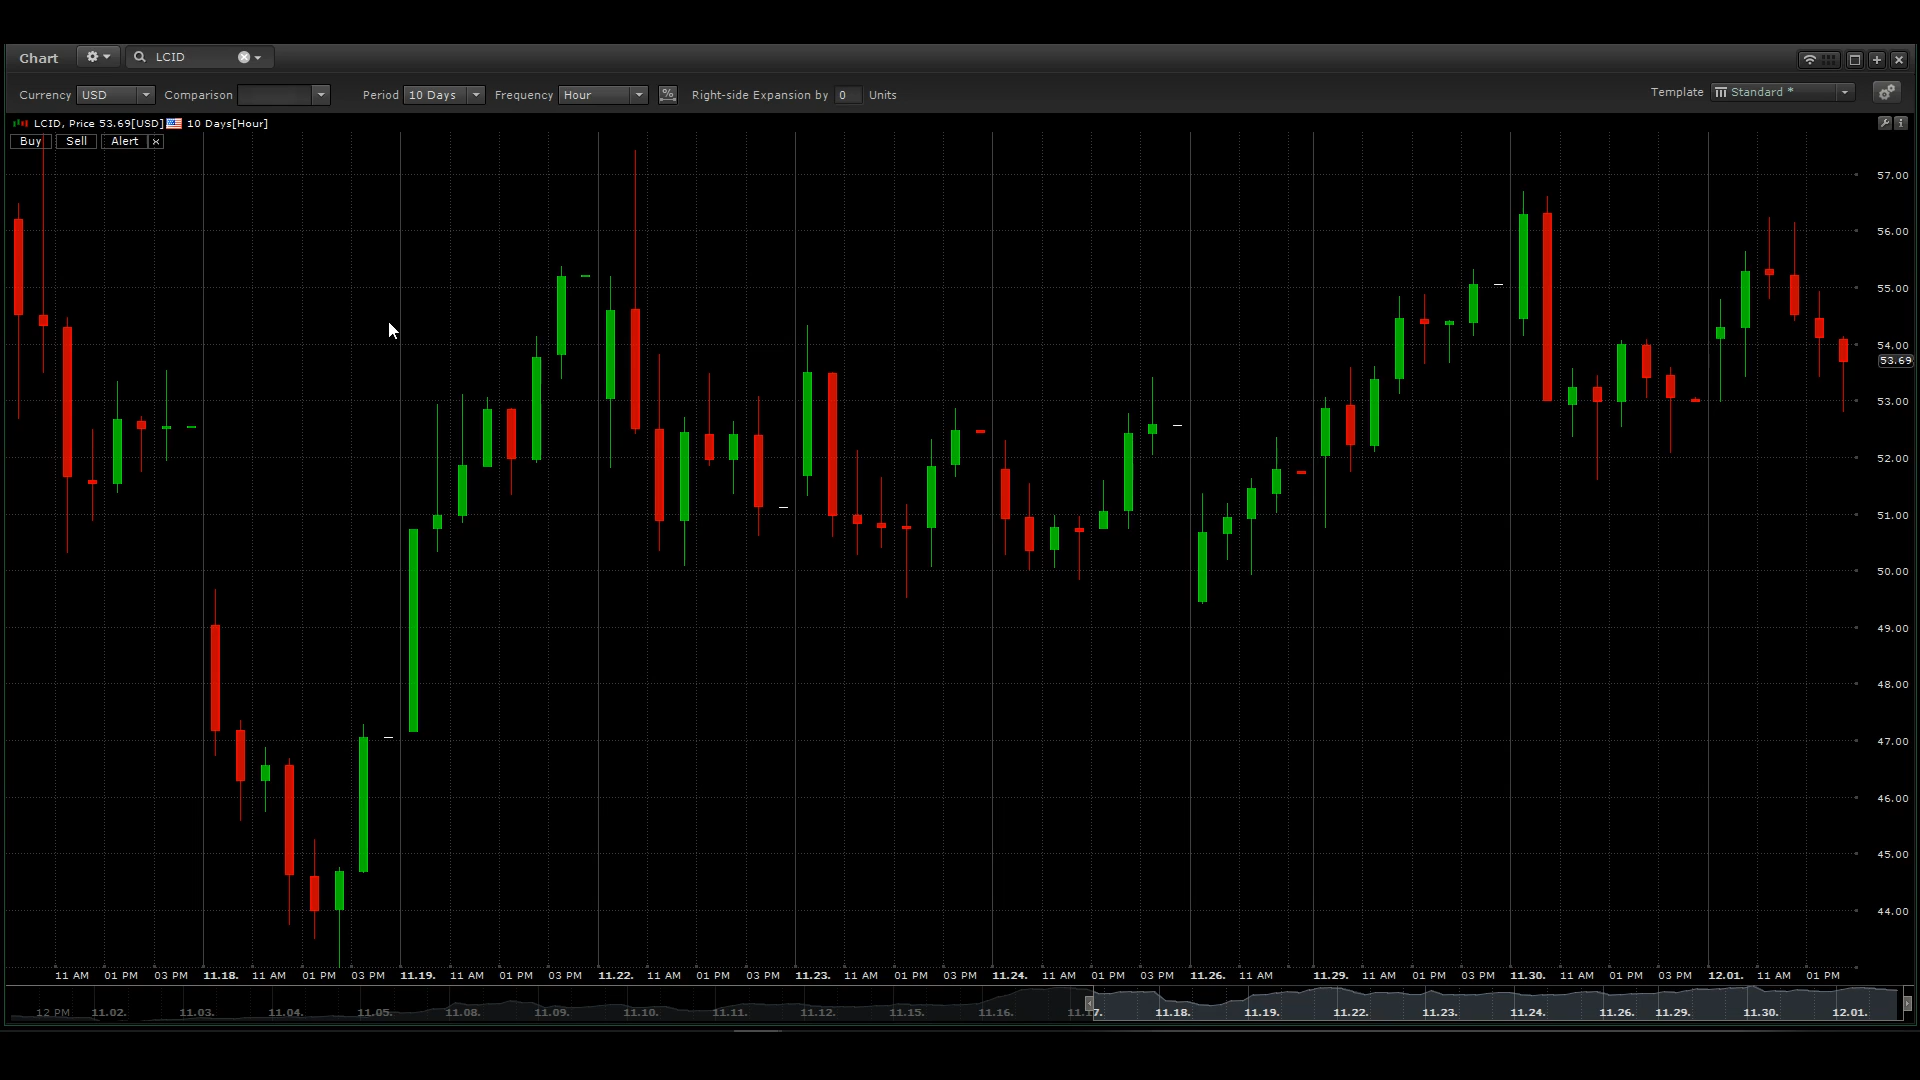 Chart LCID
Currency USD Comparison Period 10 Days Frequency Hour % Right-side Expansion by 0 Units Template Standard *
LCID, Price 53.69[USD] 10 Days[Hour]
Buy Sell Alert x
57.00
56.00
55.00
54.00
53.69
53.00
52.00
51.00
50.00
49.00
48.00
47.00
46.00
45.00
44.00
11 AM 01 PM 03 PM 11.18. 11 AM 01 PM 03 PM 11.19. 11 AM 01 PM 03 PM 11.22. 11 AM 01 PM 03 PM 11.23. 11 AM 01 PM 03 PM 11.24. 11 AM 01 PM 03 PM 11.26. 11 AM 11.29. 11 AM 01 PM 03 PM 11.30. 11 AM 01 PM 03 PM 12.01. 11 AM 01 PM
12 PM 11.02. 11.03. 11.04. 11.05. 11.08. 11.09. 11.10. 11.11. 11.12. 11.15. 11.16. 11.17. 11.18. 11.19. 11.22. 11.23. 11.24. 11.26. 11.29. 11.30. 12.01.